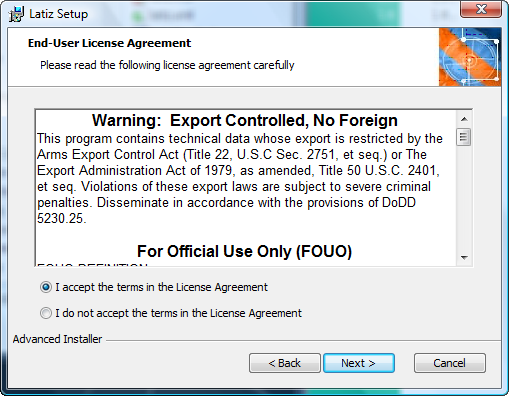 Latiz Setup
End-User License Agreement
Please read the following license agreement carefully
Warning:  Export Controlled, No Foreign
This program contains technical data whose export is restricted by the
Arms Export Control Act (Title 22, U.S.C Sec. 2751, et seq.) or The
Export Administration Act of 1979, as amended, Title 50 U.S.C. 2401,
et seq. Violations of these export laws are subject to severe criminal
penalties. Disseminate in accordance with the provisions of DoDD
5230.25.
For Official Use Only (FOUO)
FOUO DEFINITION
I accept the terms in the License Agreement
I do not accept the terms in the License Agreement
Advanced Installer
< Back
Next >
Cancel